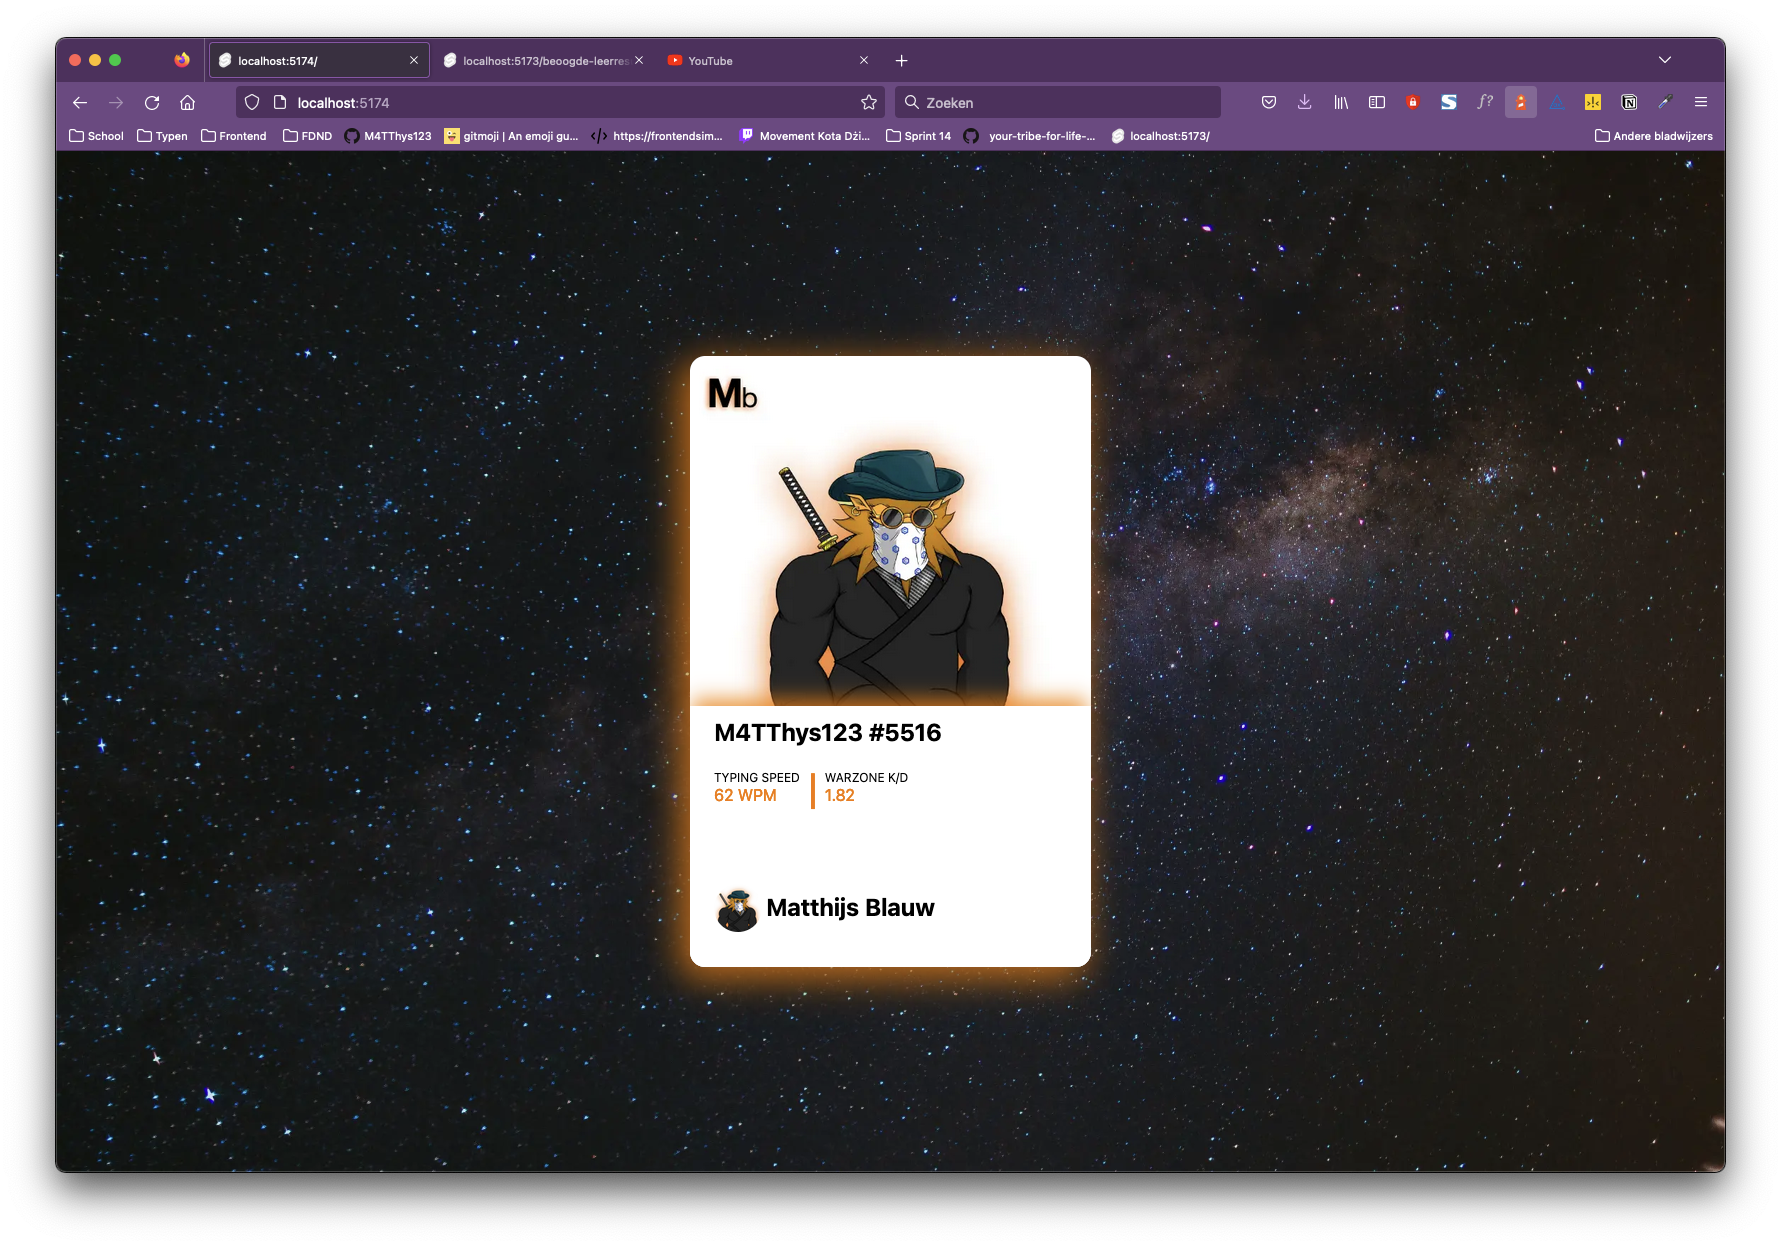 localhost:5174/
localhost:5173/beoogde-leerres
YouTube
localhost:5174
Zoeken
School
Typen
Frontend
FDND
M4TThys123
gitmoji | An emoji gu...
https://frontendsim...
Movement Kota Dži...
Sprint 14
your-tribe-for-life-...
localhost:5173/
Andere bladwijzers
Mb
M4TThys123 #5516
TYPING SPEED
62 WPM
WARZONE K/D
1.82
Matthijs Blauw